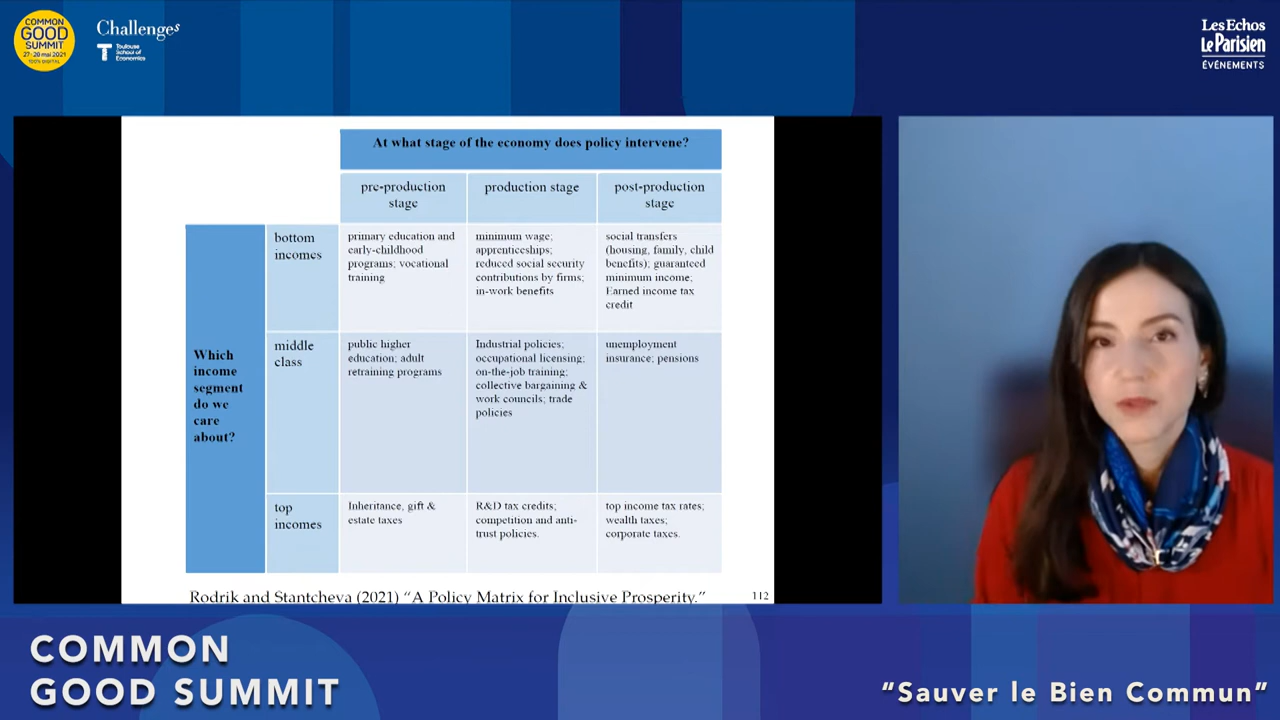 COMMON
GOOD
SUMMIT
27-28 mai 2021
100% DIGITAL
Challenges
Toulouse
School of
Economics
Les Echos
Le Parisien
ÉVÉNEMENTS
At what stage of the economy does policy intervene?
pre-production
stage
production stage
post-production
stage
Which
income
segment
do we
care
about?
bottom
incomes
primary education and
early-childhood
programs; vocational
training
minimum wage;
apprenticeships;
reduced social security
contributions by firms;
in-work benefits
social transfers
(housing, family, child
benefits); guaranteed
minimum income;
Earned income tax
credit
middle
class
public higher
education; adult
retraining programs
Industrial policies;
occupational licensing;
on-the-job training;
collective bargaining &
work councils; trade
policies
unemployment
insurance; pensions
top
incomes
Inheritance, gift &
estate taxes
R&D tax credits;
competition and anti-
trust policies.
top income tax rates;
wealth taxes;
corporate taxes.
Rodrik and Stantcheva (2021) “A Policy Matrix for Inclusive Prosperity.”
112
COMMON
GOOD SUMMIT
“Sauver le Bien Commun”